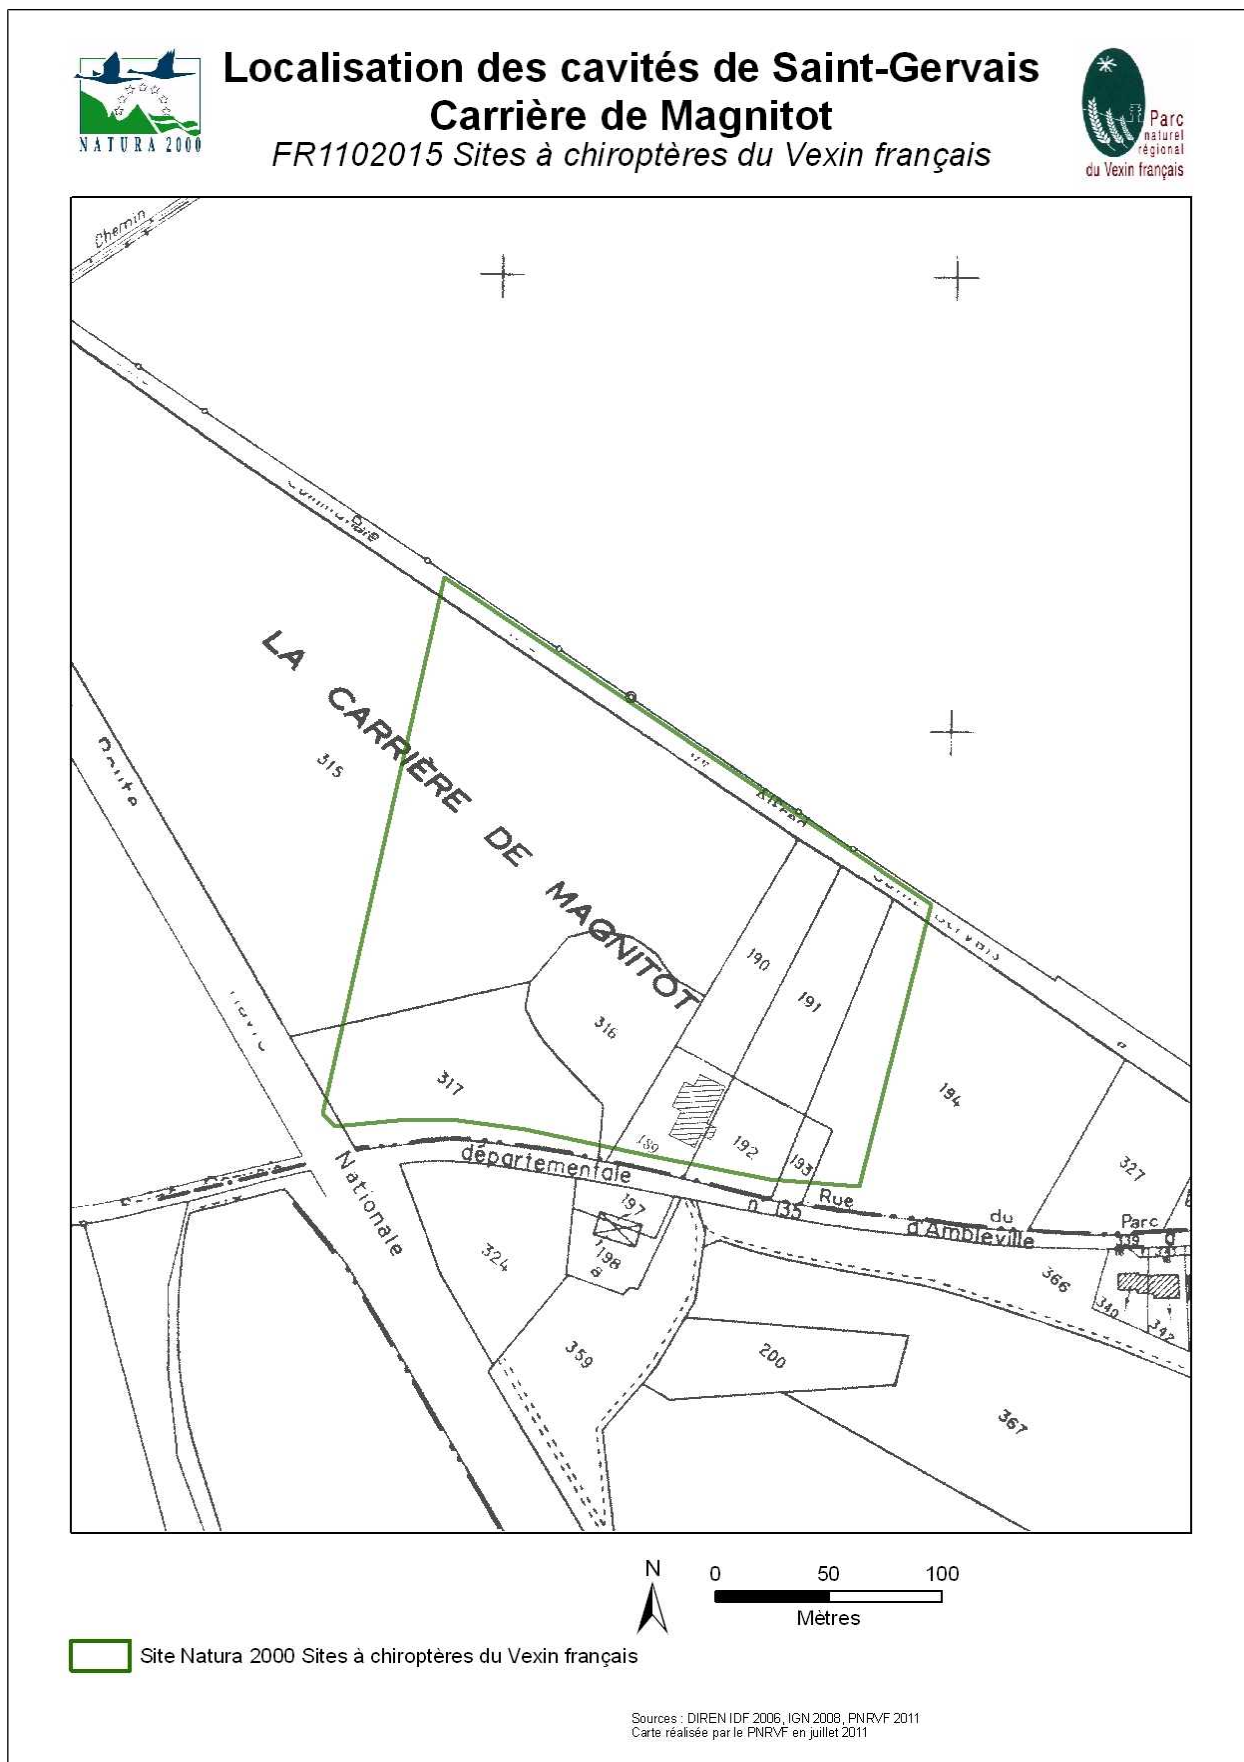 Localisation des cavités de Saint-Gervais
Carrière de Magnitot
FR1102015 Sites à chiroptères du Vexin français
NATURA 2000
Parc
naturel
régional
du Vexin français
Chemin
LA CARRIÈRE DE MAGNITOT
315
190
191
316
317
194
189
192
193
327
Nationale
départementale
n 135
Rue
du
Parc
d'Ambleville
197
198
a
324
339
366
340
342
359
200
367
N
0 50 100
Mètres
Site Natura 2000 Sites à chiroptères du Vexin français
Sources : DIREN IDF 2006, IGN 2008, PNRVF 2011
Carte réalisée par le PNRVF en juillet 2011